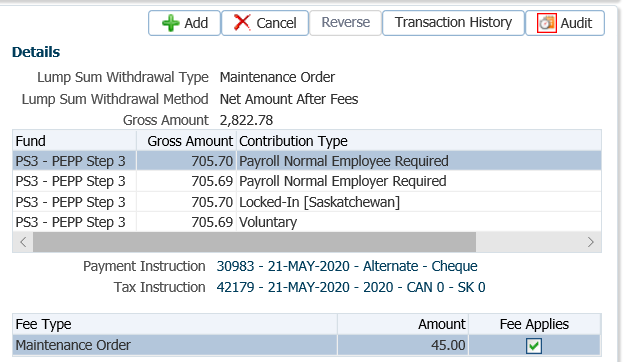 Add Cancel Reverse Transaction History Audit
Details
Lump Sum Withdrawal Type Maintenance Order
Lump Sum Withdrawal Method Net Amount After Fees
Gross Amount 2,822.78
Fund Gross Amount Contribution Type
PS3 - PEPP Step 3 705.70 Payroll Normal Employee Required
PS3 - PEPP Step 3 705.69 Payroll Normal Employer Required
PS3 - PEPP Step 3 705.70 Locked-In [Saskatchewan]
PS3 - PEPP Step 3 705.69 Voluntary
Payment Instruction 30983 - 21-MAY-2020 - Alternate - Cheque
Tax Instruction 42179 - 21-MAY-2020 - 2020 - CAN 0 - SK 0
Fee Type Amount Fee Applies
Maintenance Order 45.00